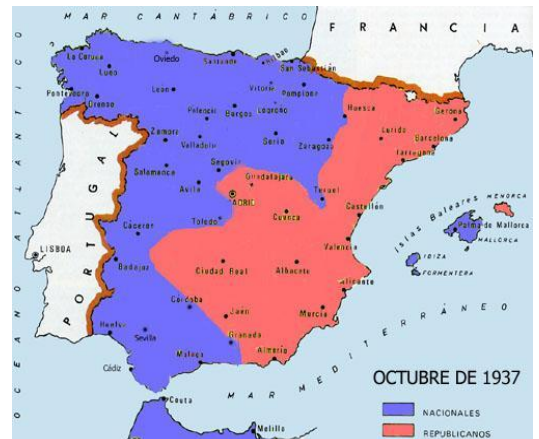 MAR CANTÁBRICO
FRANCIA
La Coruña
Lugo
Oviedo
Santander
Bilbao
San Sebastián
Pontevedra
Orense
León
Vitoria
Pamplona
Palencia
Burgos
Logroño
Huesca
Gerona
Zamora
Valladolid
Soria
Zaragoza
Lérida
Barcelona
Tarragona
Salamanca
Segovia
Ávila
Guadalajara
Teruel
MENORCA
Islas Baleares
Palma de Mallorca
MALLORCA
IBIZA
FORMENTERA
Toledo
Cuenca
Castellón
Cáceres
Valencia
PORTUGAL
LISBOA
Badajoz
Ciudad Real
Albacete
Alicante
Córdoba
Jaén
Murcia
Huelva
Sevilla
Granada
Almería
Málaga
Cádiz
MAR MEDITERRÁNEO
OCEANO ATLANTICO
Ceuta
Melilla
OCTUBRE DE 1937
NACIONALES
REPUBLICANOS